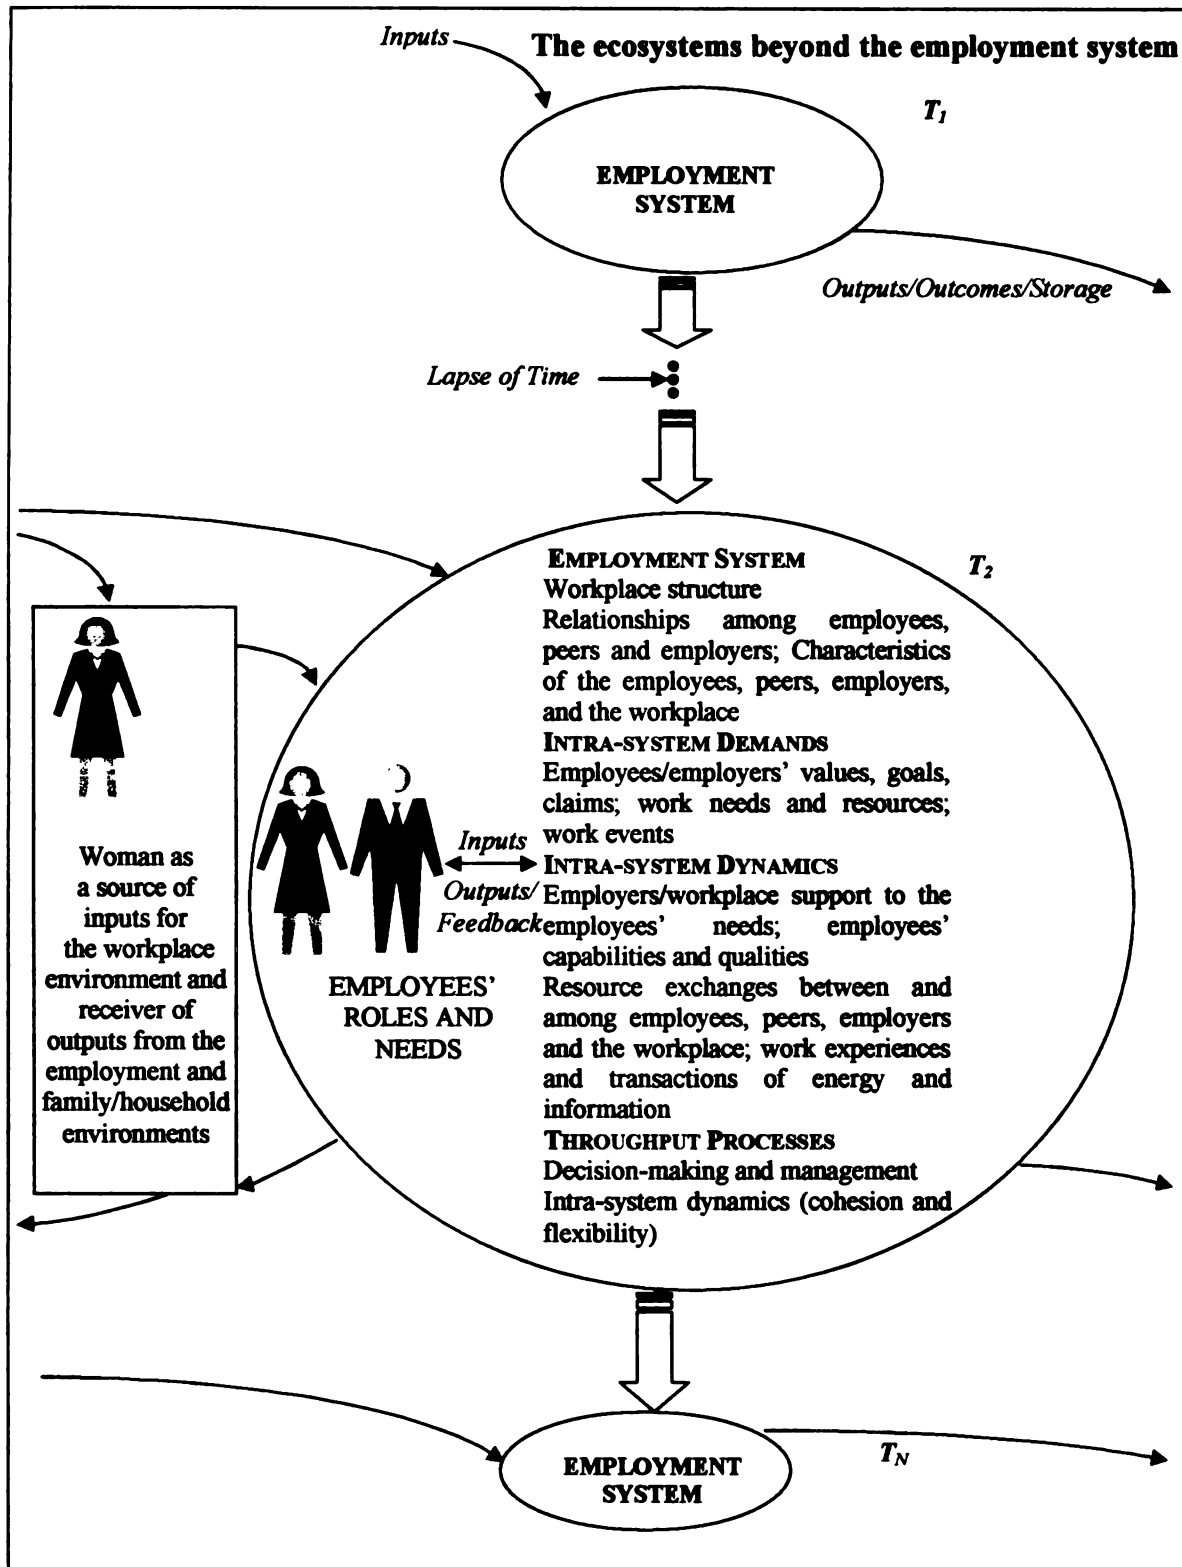 Inputs
The ecosystems beyond the employment system
T1
EMPLOYMENT
SYSTEM
Outputs/Outcomes/Storage
Lapse of Time
T2
EMPLOYMENT SYSTEM
Workplace structure
Relationships among employees,
peers and employers; Characteristics
of the employees, peers, employers,
and the workplace
INTRA-SYSTEM DEMANDS
Employees/employers' values, goals,
claims; work needs and resources;
work events
INTRA-SYSTEM DYNAMICS
Employers/workplace support to the
employees' needs; employees'
capabilities and qualities
Resource exchanges between and
among employees, peers, employers
and the workplace; work experiences
and transactions of energy and
information
THROUGHPUT PROCESSES
Decision-making and management
Intra-system dynamics (cohesion and
flexibility)
Inputs
Outputs/
Feedback
EMPLOYEES'
ROLES AND
NEEDS
Woman as
a source of
inputs for
the workplace
environment and
receiver of
outputs from the
employment and
family/household
environments
EMPLOYMENT
SYSTEM
TN